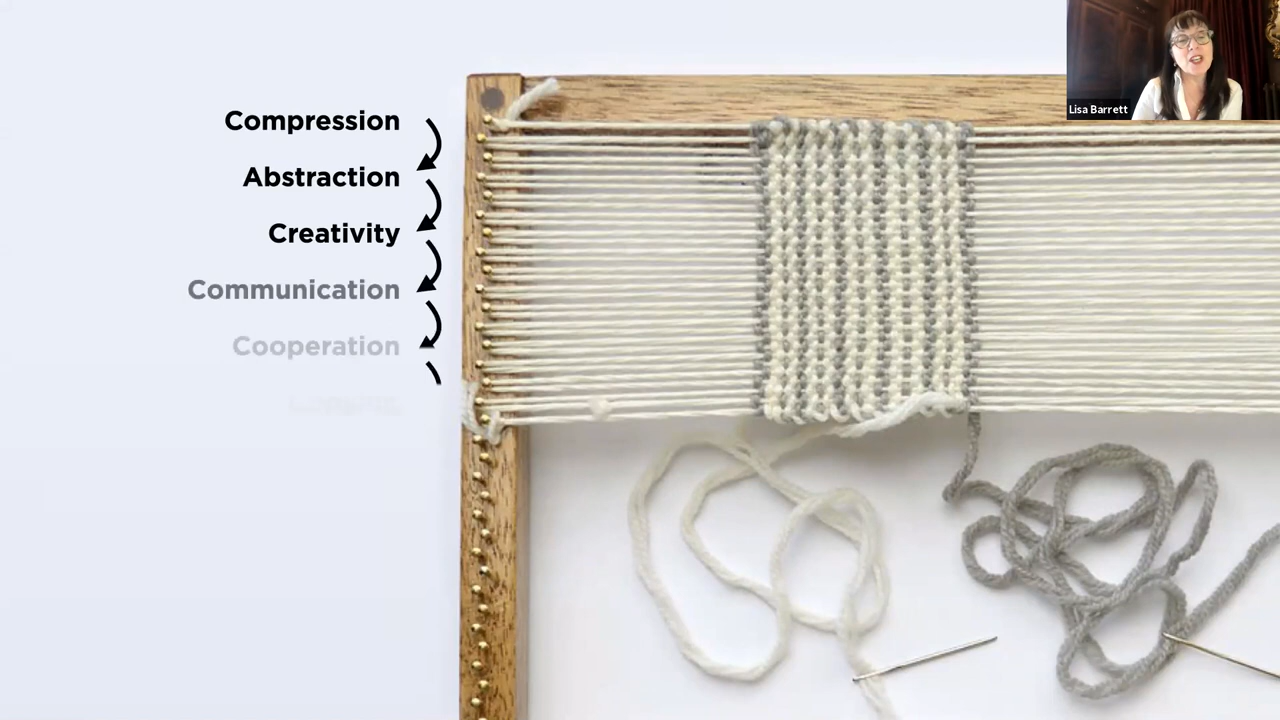 Compression
Abstraction
Creativity
Communication
Cooperation
Lisa Barrett